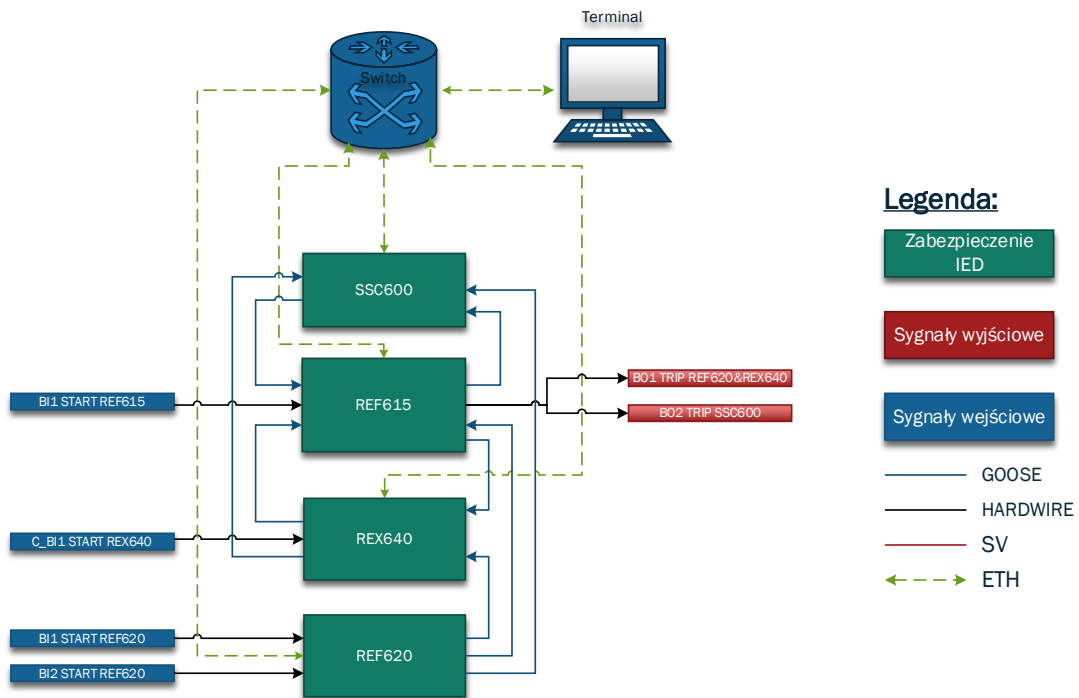 Terminal
Switch
SSC600
REF615
REX640
REF620
BI1 START REF615
C_BI1 START REX640
BI1 START REF620
BI2 START REF620
BO1 TRIP REF620&REX640
BO2 TRIP SSC600
Legenda:
Zabezpieczenie
IED
Sygnały wyjściowe
Sygnały wejściowe
GOOSE
HARDWIRE
SV
ETH